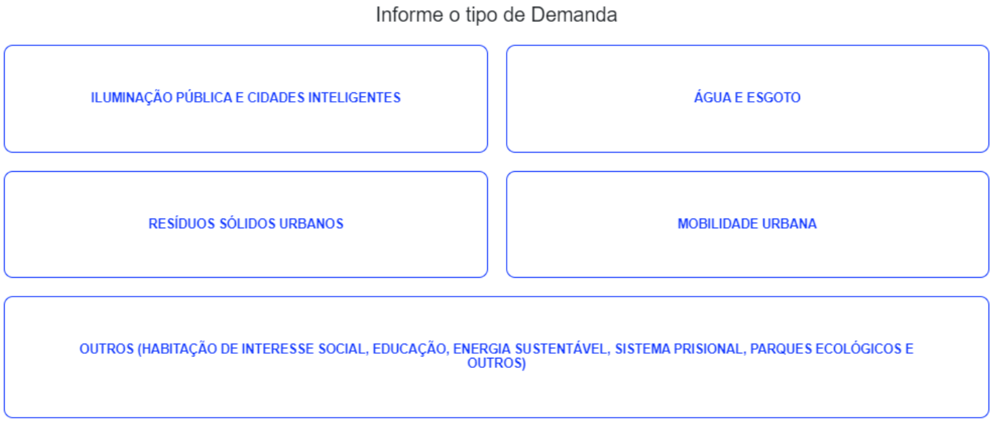 Informe o tipo de Demanda
ILUMINAÇÃO PÚBLICA E CIDADES INTELIGENTES
ÁGUA E ESGOTO
RESÍDUOS SÓLIDOS URBANOS
MOBILIDADE URBANA
OUTROS (HABITAÇÃO DE INTERESSE SOCIAL, EDUCAÇÃO, ENERGIA SUSTENTÁVEL, SISTEMA PRISIONAL, PARQUES ECOLÓGICOS E
OUTROS)